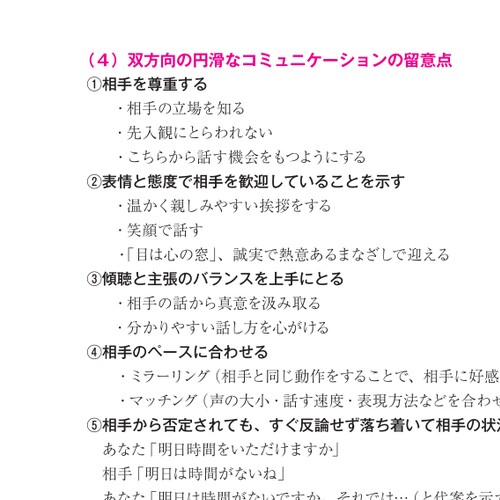 （4）双方向の円滑なコミュニケーションの留意点
①相手を尊重する
・相手の立場を知る
・先入観にとらわれない
・こちらから話す機会をもつようにする
②表情と態度で相手を歓迎していることを示す
・温かく親しみやすい挨拶をする
・笑顔で話す
・「目は心の窓」、誠実で熱意あるまなざしで迎える
③傾聴と主張のバランスを上手にとる
・相手の話から真意を汲み取る
・分かりやすい話し方を心がける
④相手のペースに合わせる
・ミラーリング（相手と同じ動作をすることで、相手に好感
・マッチング（声の大小・話す速度・表現方法などを合わせ
⑤相手から否定されても、すぐ反論せず落ち着いて相手の状況
あなた「明日時間をいただけますか」
相手「明日は時間がないね」
あなた「明日は時間がないですか、それでは…（と代案を示す